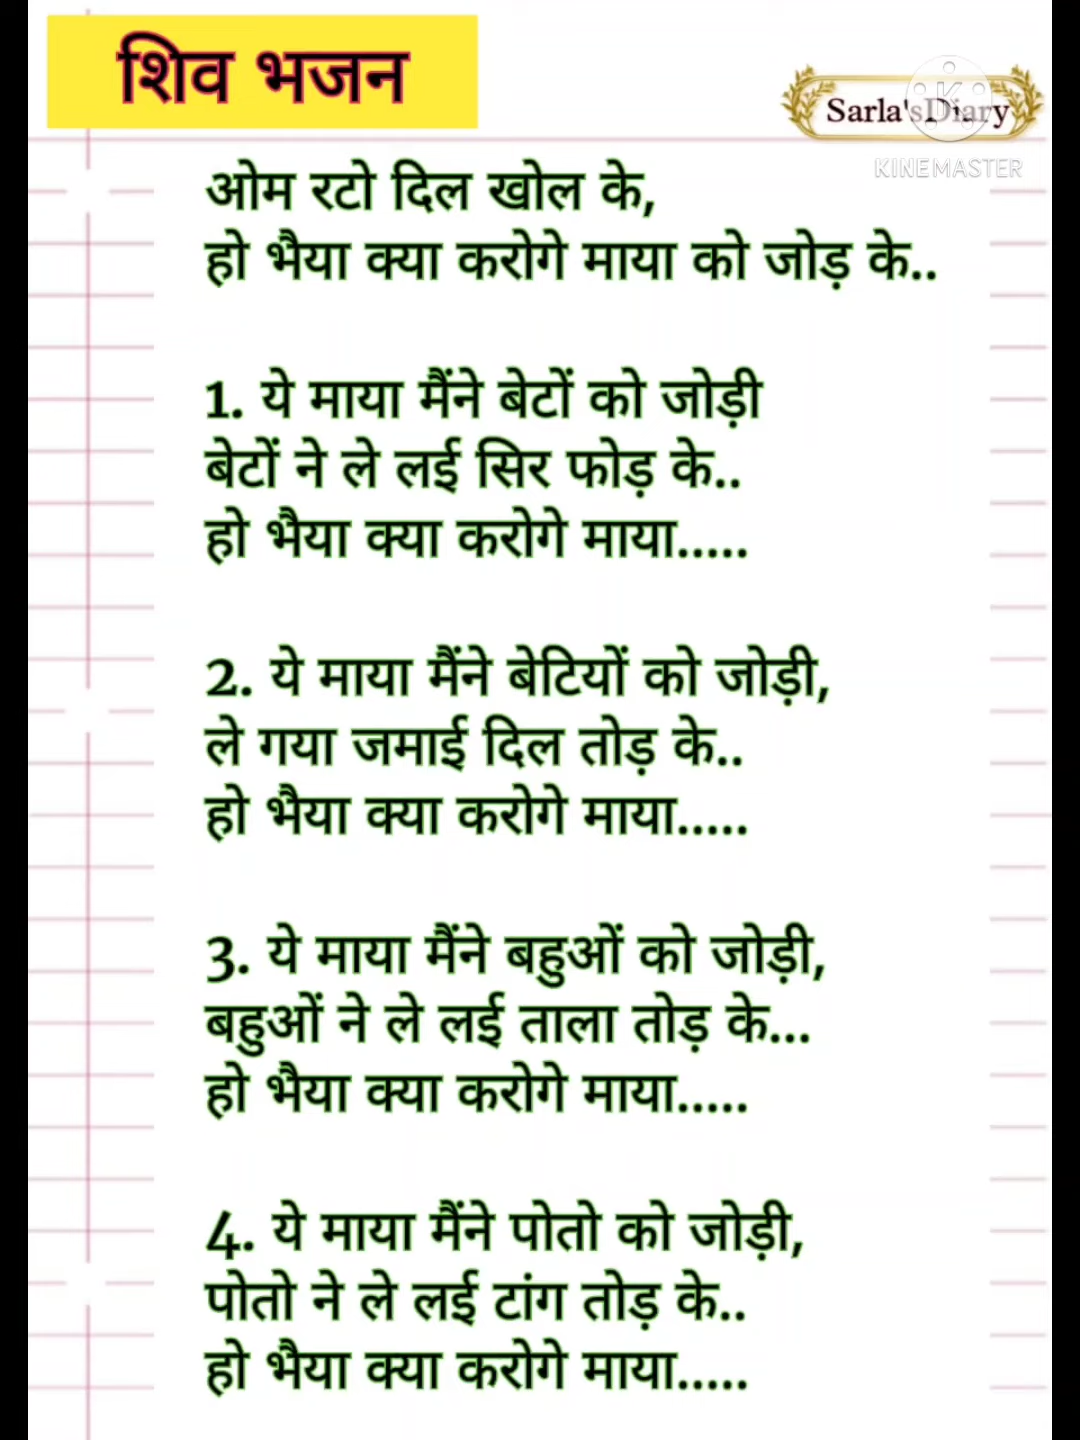 शिव भजन
Sarla'sDiary
KINEMASTER
ओम रटो दिल खोल के,
हो भैया क्या करोगे माया को जोड़ के..
1. ये माया मैंने बेटों को जोड़ी
बेटों ने ले लई सिर फोड़ के..
हो भैया क्या करोगे माया.....
2. ये माया मैंने बेटियों को जोड़ी,
ले गया जमाई दिल तोड़ के..
हो भैया क्या करोगे माया.....
3. ये माया मैंने बहुओं को जोड़ी,
बहुओं ने ले लई ताला तोड़ के...
हो भैया क्या करोगे माया.....
4. ये माया मैंने पोतो को जोड़ी,
पोतो ने ले लई टांग तोड़ के..
हो भैया क्या करोगे माया.....